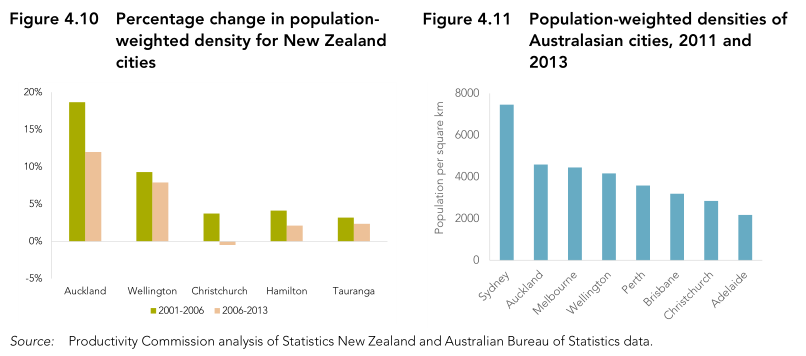 Figure 4.10 Percentage change in population-
weighted density for New Zealand
cities
20%
15%
10%
5%
0%
-5%
Auckland Wellington Christchurch Hamilton Tauranga
2001-2006 2006-2013
Figure 4.11 Population-weighted densities of
Australasian cities, 2011 and
2013
Population per square km
8000
6000
4000
2000
0
Sydney
Auckland
Melbourne
Wellington
Perth
Brisbane
Christchurch
Adelaide
Source: Productivity Commission analysis of Statistics New Zealand and Australian Bureau of Statistics data.